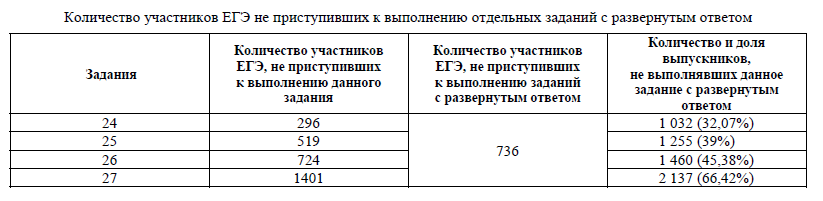 Количество участников ЕГЭ не приступивших к выполнению отдельных заданий с развернутым ответом
Задания
Количество участников
ЕГЭ, не приступивших
к выполнению данного
задания
Количество участников
ЕГЭ, не приступивших
к выполнению заданий
с развернутым ответом
Количество и доля
выпускников,
не выполнявших данное
задание с развернутым
ответом
24 296 736 1 032 (32,07%)
25 519 1 255 (39%)
26 724 1 460 (45,38%)
27 1401 2 137 (66,42%)